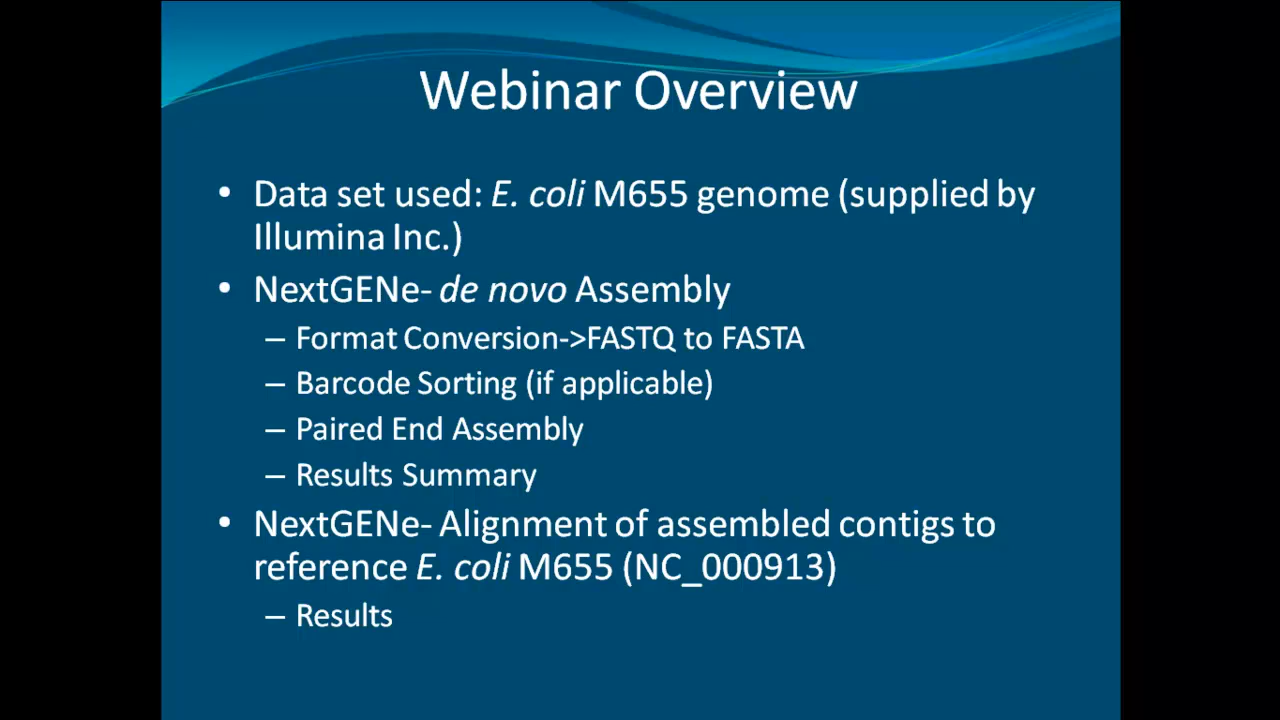 Webinar Overview
• Data set used: E. coli M655 genome (supplied by
Illumina Inc.)
• NextGENe- de novo Assembly
– Format Conversion->FASTQ to FASTA
– Barcode Sorting (if applicable)
– Paired End Assembly
– Results Summary
• NextGENe- Alignment of assembled contigs to
reference E. coli M655 (NC_000913)
– Results